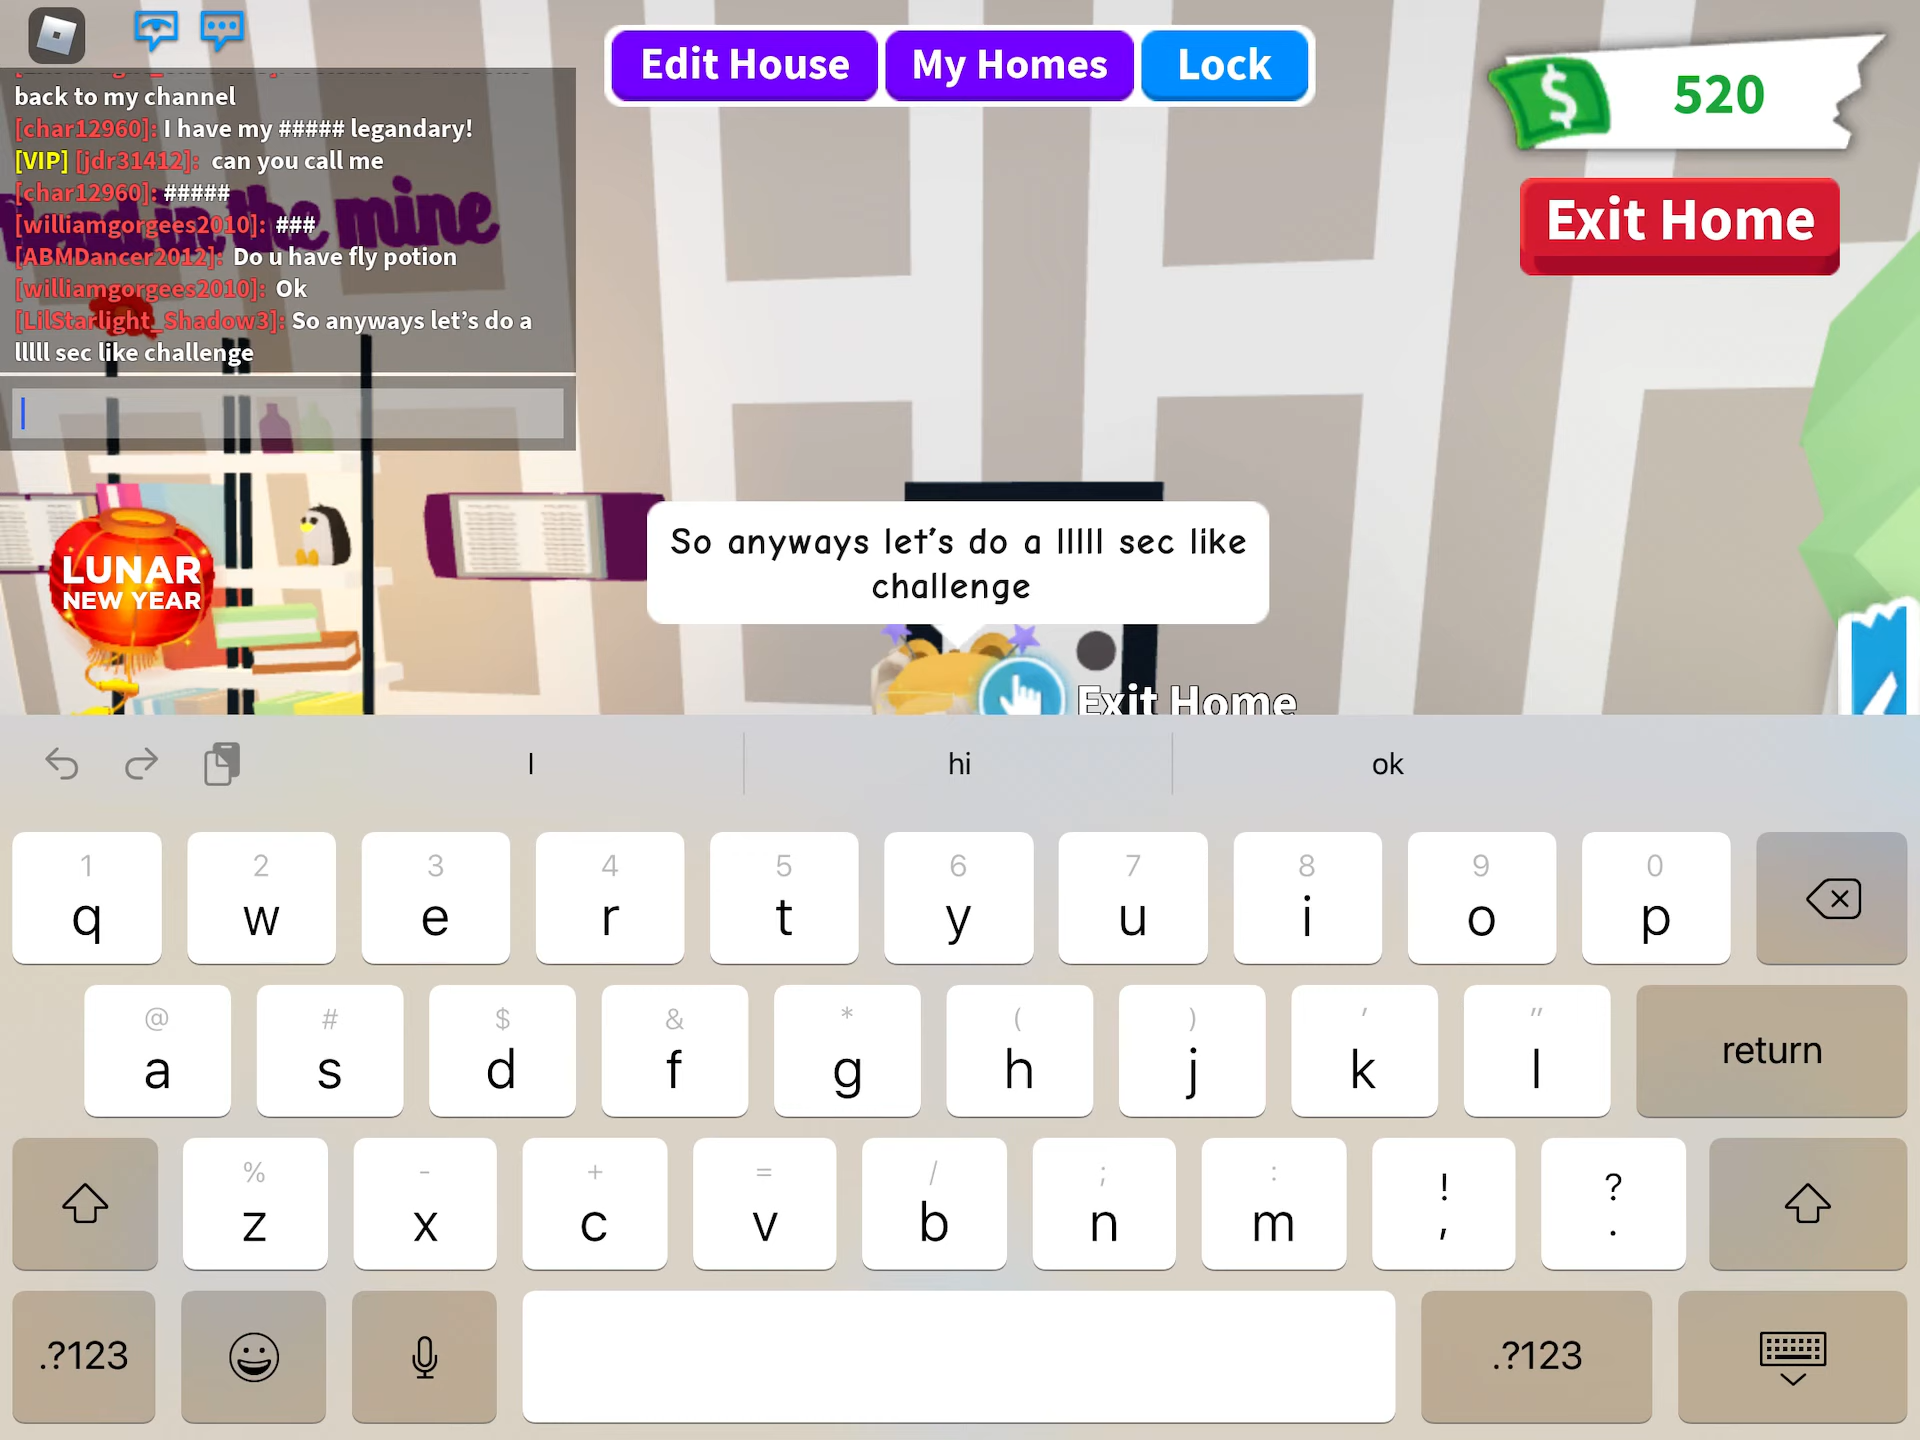 Edit House
My Homes
Lock
520
Exit Home
back to my channel
[char12960]: I have my ##### legandary!
[VIP] [jdr31412]: can you call me
[char12960]: #####
[williamgorgees2010]: ###
[ABMDancer2012]: Do u have fly potion
[williamgorgees2010]: Ok
[LilStarlight_Shadow3]: So anyways let’s do a
lllll sec like challenge
in the mine
LUNAR
NEW YEAR
So anyways let’s do a lllll sec like
challenge
Exit Home
I hi ok
1 2 3 4 5 6 7 8 9 0
q w e r t y u i o p
@ # $ & * ( ) ' "
a s d f g h j k l return
% - + = / ; : ! ?
z x c v b n m , .
.?123 .?123